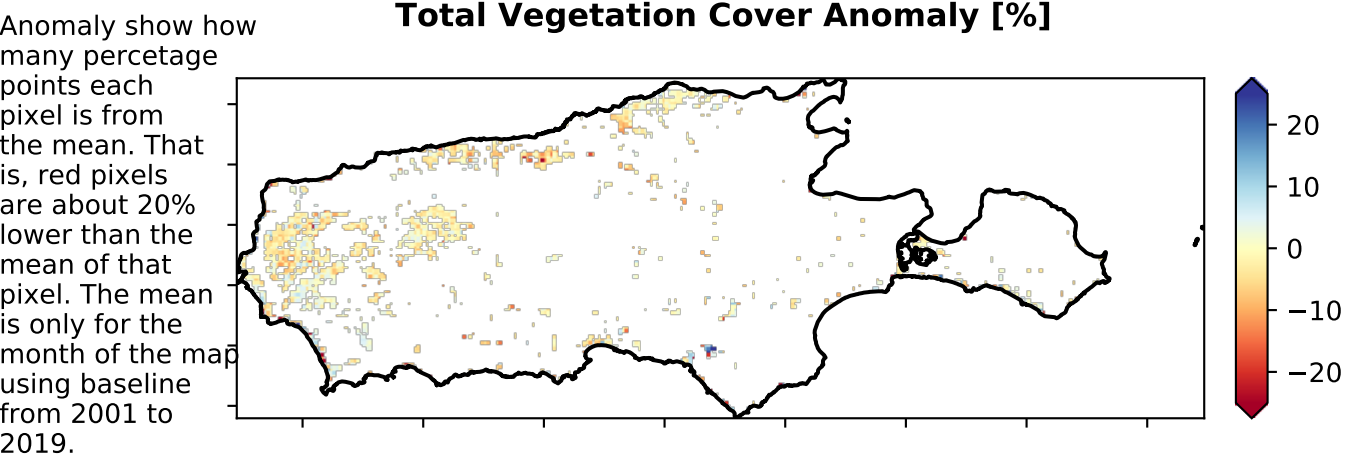 Total Vegetation Cover Anomaly [%]
Anomaly show how
many percetage
points each
pixel is from
the mean. That
is, red pixels
are about 20%
lower than the
mean of that
pixel. The mean
is only for the
month of the map
using baseline
from 2001 to
2019.
20
10
0
−10
−20